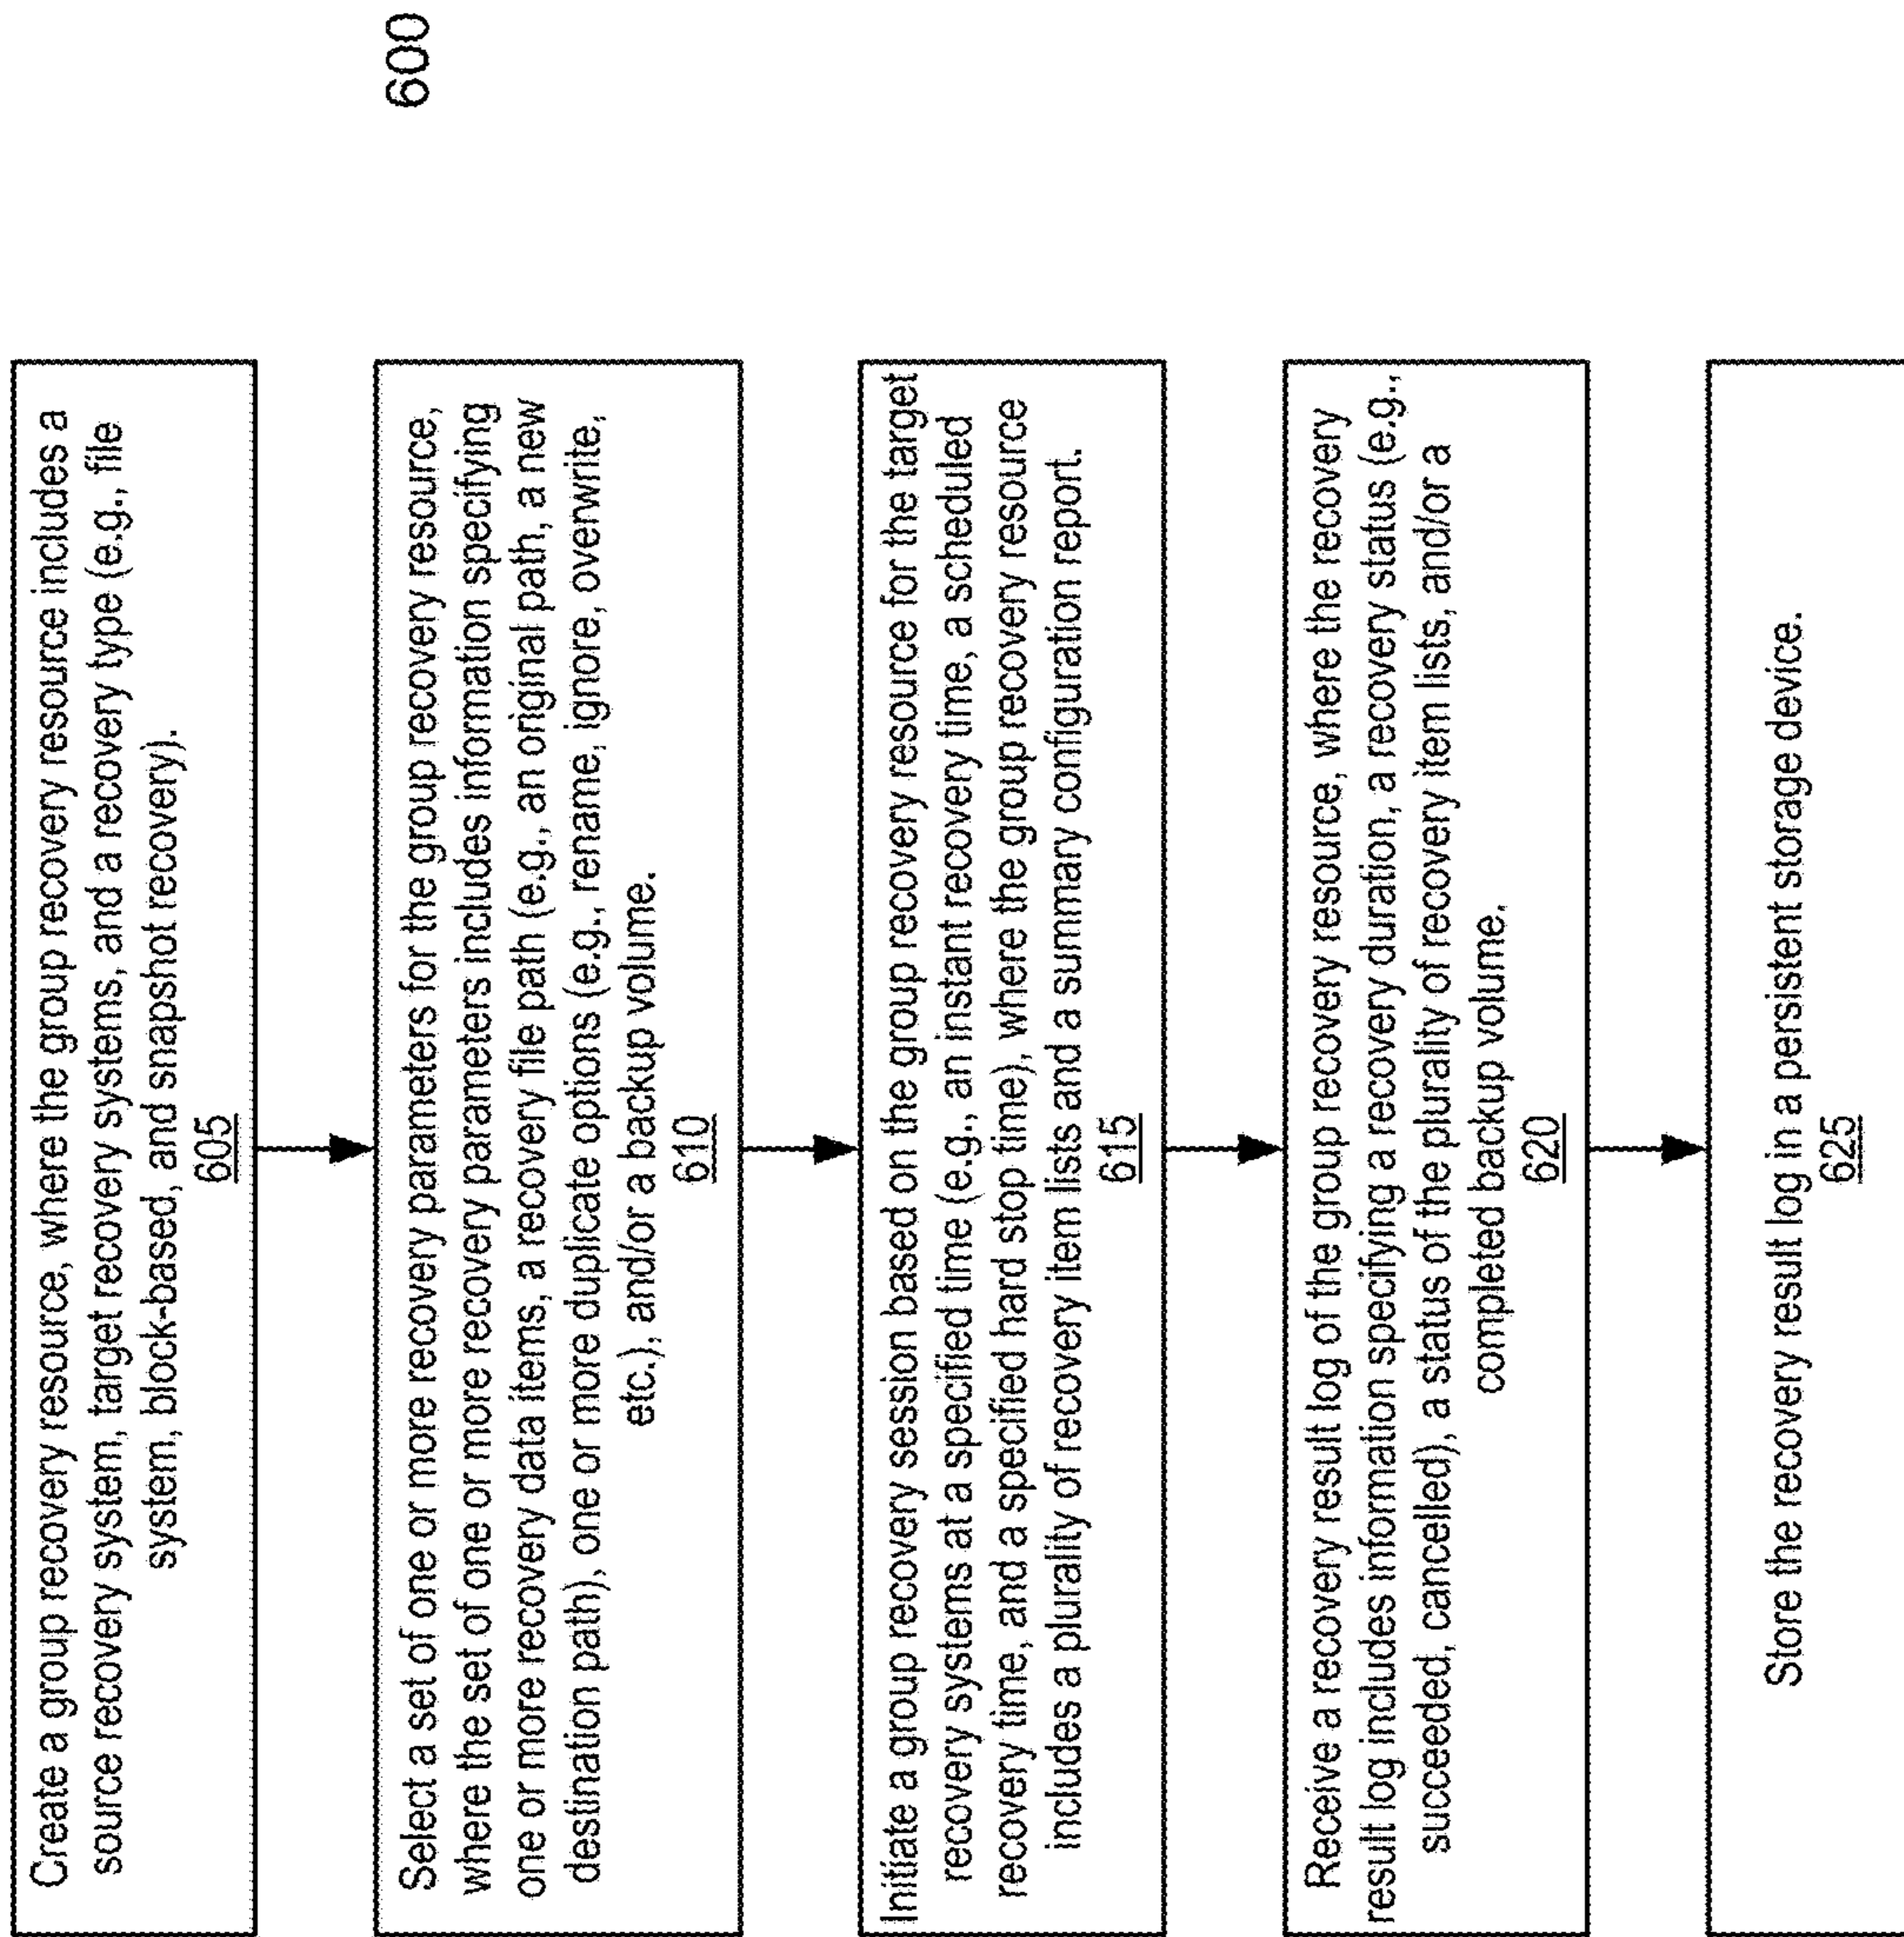 600
Create a group recovery resource, where the group recovery resource includes a
source recovery system, target recovery systems, and a recovery type (e.g., file
system, block-based, and snapshot recovery).
605
Select a set of one or more recovery parameters for the group recovery resource,
where the set of one or more recovery parameters includes information specifying
one or more recovery data items, a recovery file path (e.g., an original path, a new
destination path), one or more duplicate options (e.g., rename, ignore, overwrite,
etc.), and/or a backup volume.
610
Initiate a group recovery session based on the group recovery resource for the target
recovery systems at a specified time (e.g., an instant recovery time, a scheduled
recovery time, and a specified hard stop time), where the group recovery resource
includes a plurality of recovery item lists and a summary configuration report.
615
Receive a recovery result log of the group recovery resource, where the recovery
result log includes information specifying a recovery duration, a recovery status (e.g.,
succeeded, cancelled), a status of the plurality of recovery item lists, and/or a
completed backup volume.
620
Store the recovery result log in a persistent storage device.
625